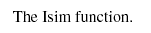 The Isim function.